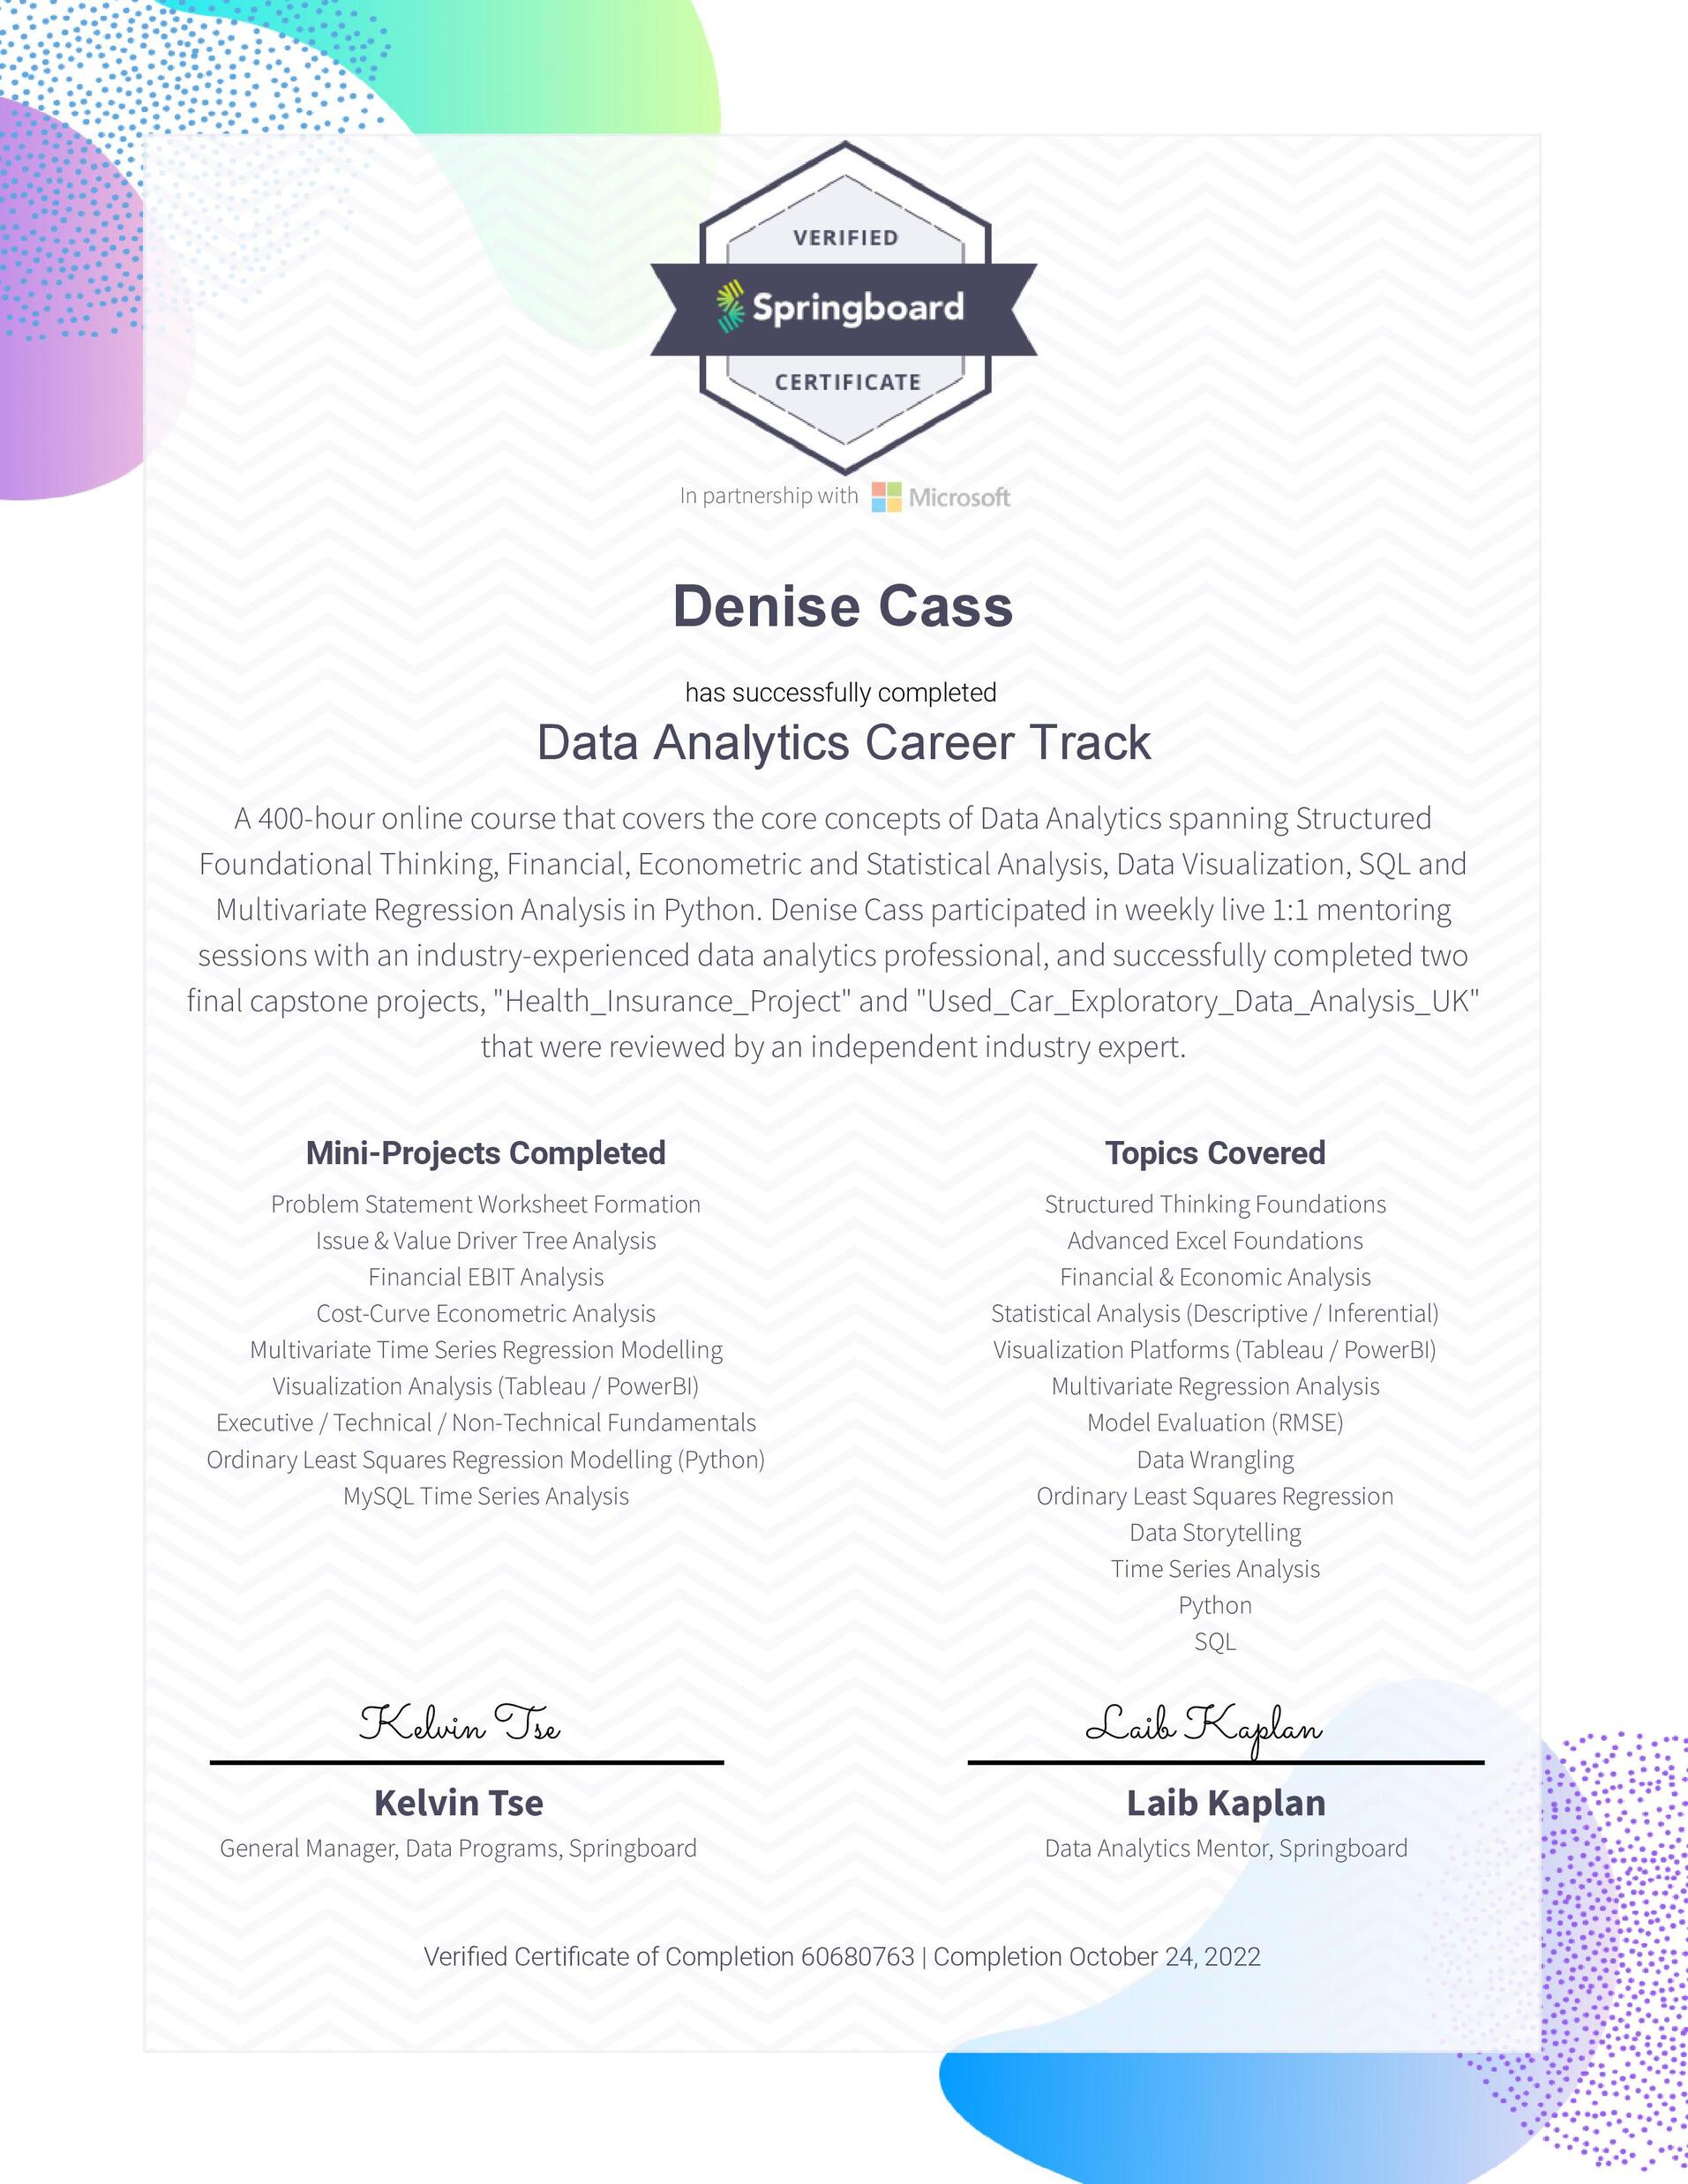 VERIFIED
Springboard
CERTIFICATE
In partnership with Microsoft
Denise Cass
has successfully completed
Data Analytics Career Track
A 400-hour online course that covers the core concepts of Data Analytics spanning Structured
Foundational Thinking, Financial, Econometric and Statistical Analysis, Data Visualization, SQL and
Multivariate Regression Analysis in Python. Denise Cass participated in weekly live 1:1 mentoring
sessions with an industry-experienced data analytics professional, and successfully completed two
final capstone projects, "Health_Insurance_Project" and "Used_Car_Exploratory_Data_Analysis_UK"
that were reviewed by an independent industry expert.
Mini-Projects Completed
Problem Statement Worksheet Formation
Issue & Value Driver Tree Analysis
Financial EBIT Analysis
Cost-Curve Econometric Analysis
Multivariate Time Series Regression Modelling
Visualization Analysis (Tableau / PowerBI)
Executive / Technical / Non-Technical Fundamentals
Ordinary Least Squares Regression Modelling (Python)
MySQL Time Series Analysis
Topics Covered
Structured Thinking Foundations
Advanced Excel Foundations
Financial & Economic Analysis
Statistical Analysis (Descriptive / Inferential)
Visualization Platforms (Tableau / PowerBI)
Multivariate Regression Analysis
Model Evaluation (RMSE)
Data Wrangling
Ordinary Least Squares Regression
Data Storytelling
Time Series Analysis
Python
SQL
Kelvin Tse
Kelvin Tse
General Manager, Data Programs, Springboard
Laib Kaplan
Laib Kaplan
Data Analytics Mentor, Springboard
Verified Certificate of Completion 60680763 | Completion October 24, 2022